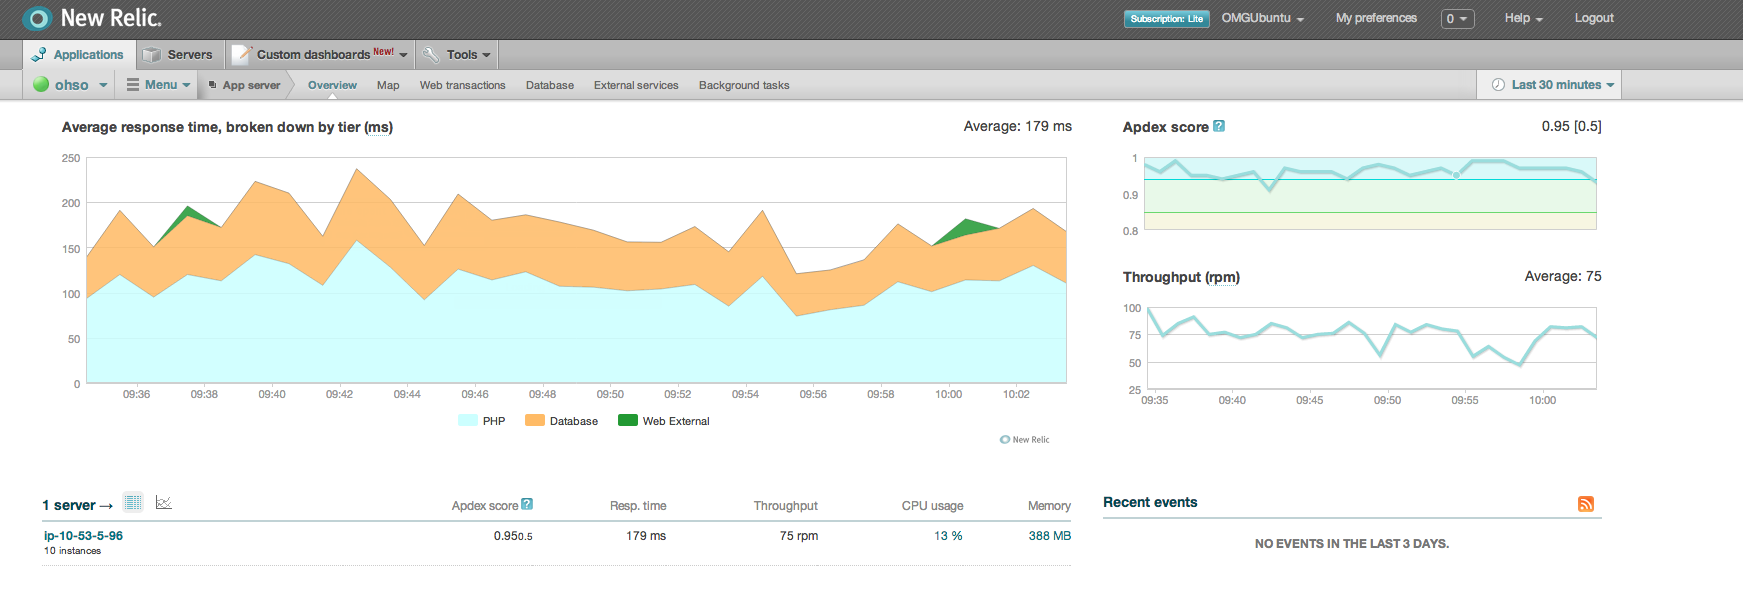 New Relic.
Subscription: Lite OMGUbuntu My preferences 0 Help Logout
Applications Servers Custom dashboards New! Tools
ohso Menu App server Overview Map Web transactions Database External services Background tasks Last 30 minutes
Average response time, broken down by tier (ms) Average: 179 ms
250
200
150
100
50
0
09:36 09:38 09:40 09:42 09:44 09:46 09:48 09:50 09:52 09:54 09:56 09:58 10:00 10:02
PHP Database Web External
New Relic
Apdex score ? 0.95 [0.5]
1
0.9
0.8
Throughput (rpm) Average: 75
100
75
50
25
09:35 09:40 09:45 09:50 09:55 10:00
1 server → Apdex score ? Resp. time Throughput CPU usage Memory
ip-10-53-5-96 0.95 0.5 179 ms 75 rpm 13 % 388 MB
10 instances
Recent events
NO EVENTS IN THE LAST 3 DAYS.